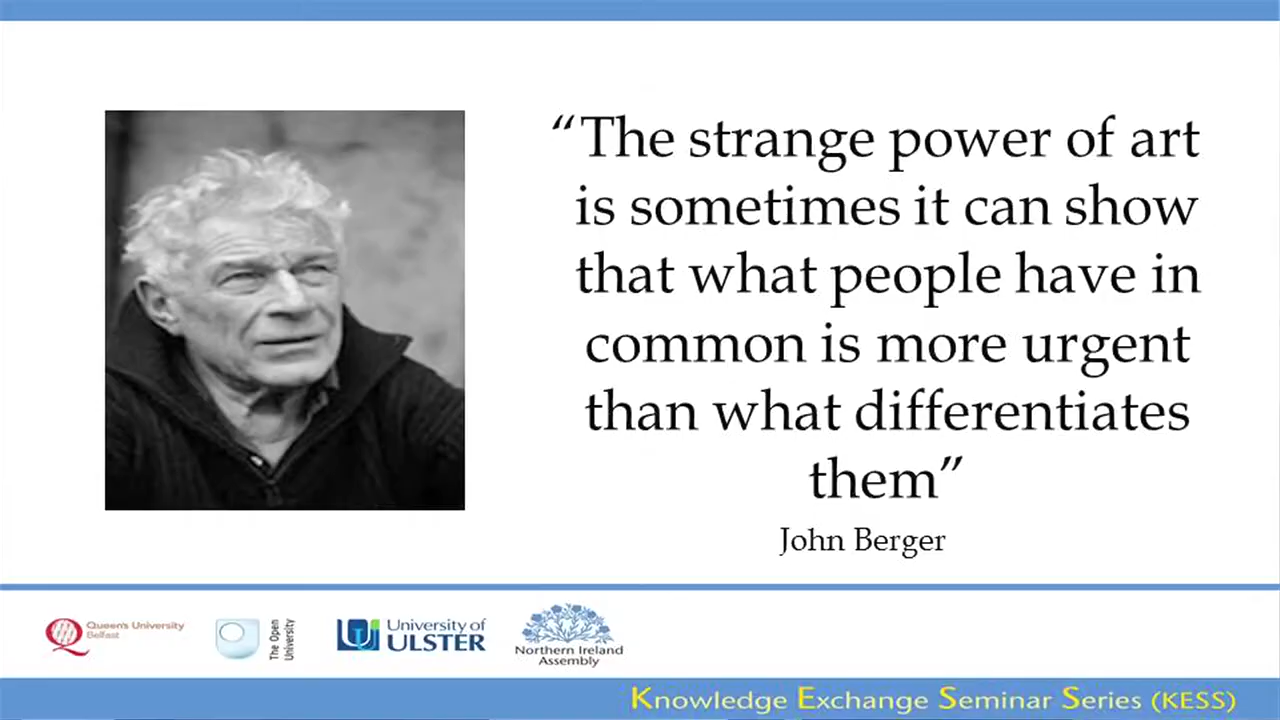 “The strange power of art
is sometimes it can show
that what people have in
common is more urgent
than what differentiates
them”
John Berger
Queen's University
Belfast
The Open
University
University of
ULSTER
Northern Ireland
Assembly
Knowledge Exchange Seminar Series (KESS)